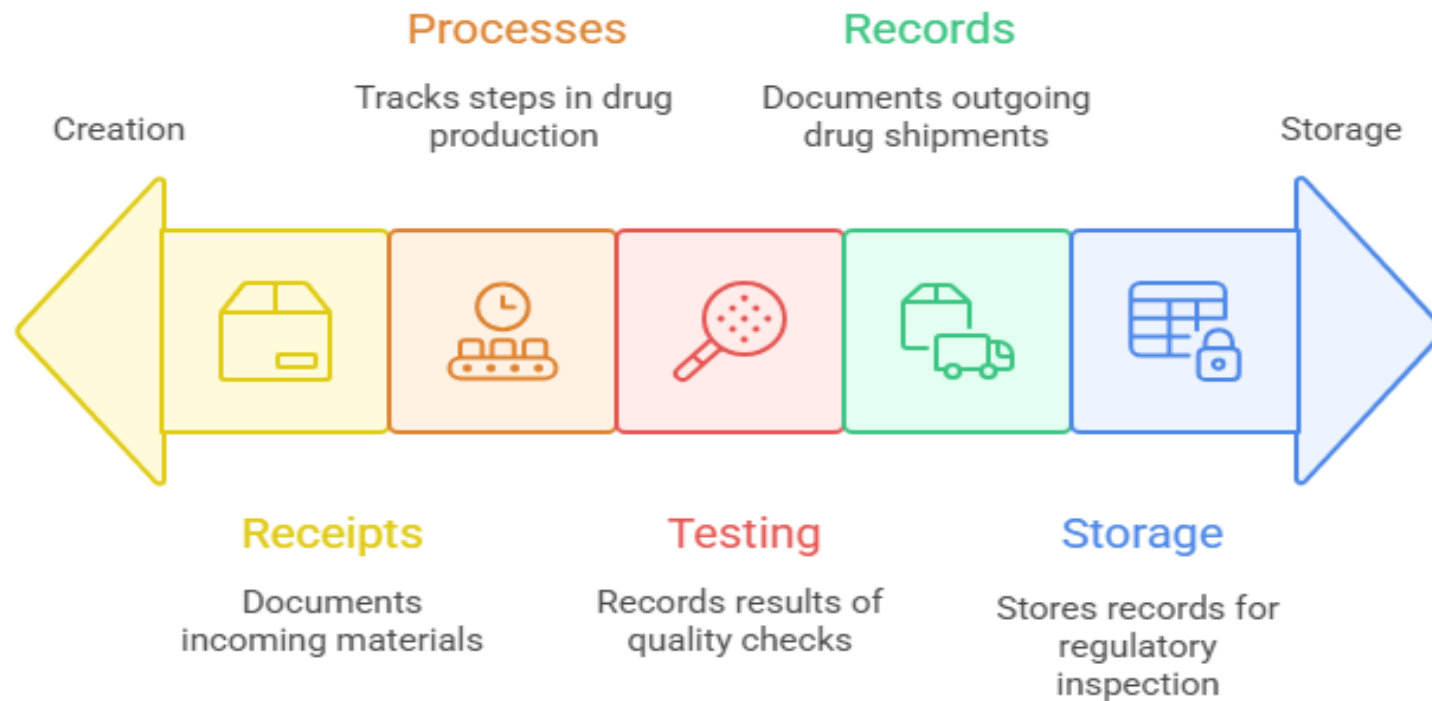 Processes
Tracks steps in drug
production
Records
Documents outgoing
drug shipments
Creation
Storage
Receipts
Documents
incoming materials
Testing
Records results of
quality checks
Storage
Stores records for
regulatory
inspection